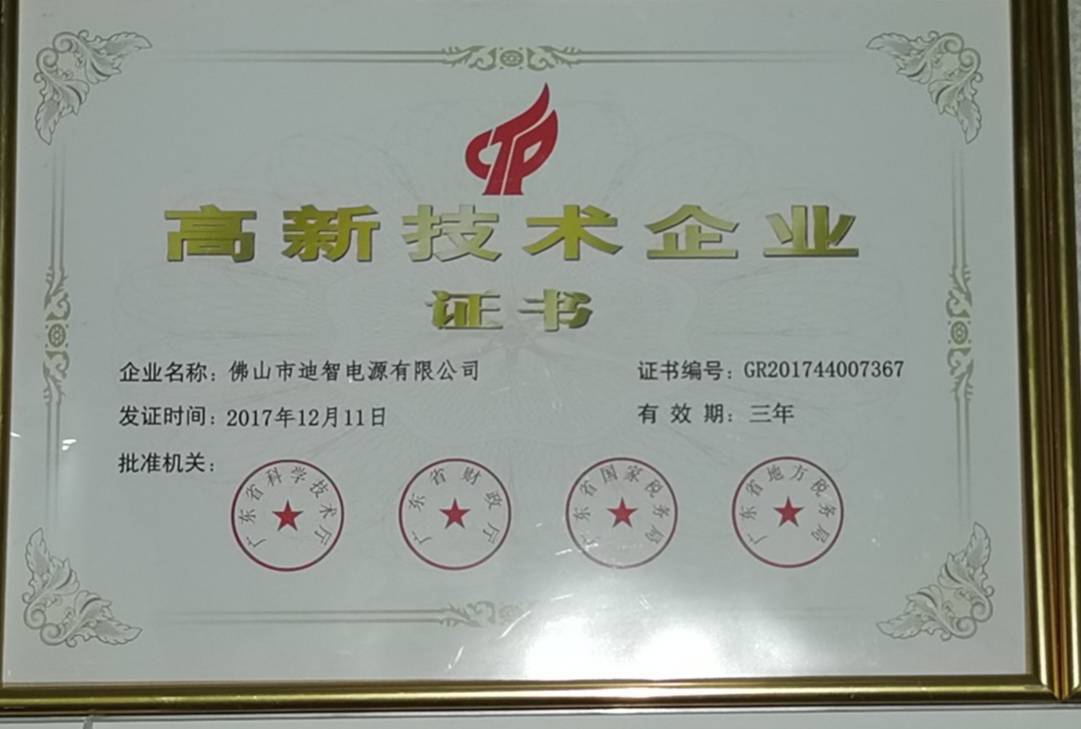 高新技术企业
证书
企业名称：佛山市迪智电源有限公司
证书编号：GR201744007367
发证时间：2017年12月11日
有效期：三年
批准机关：
广东省科学技术厅
广东省财政厅
广东省国家税务局
广东省地方税务局